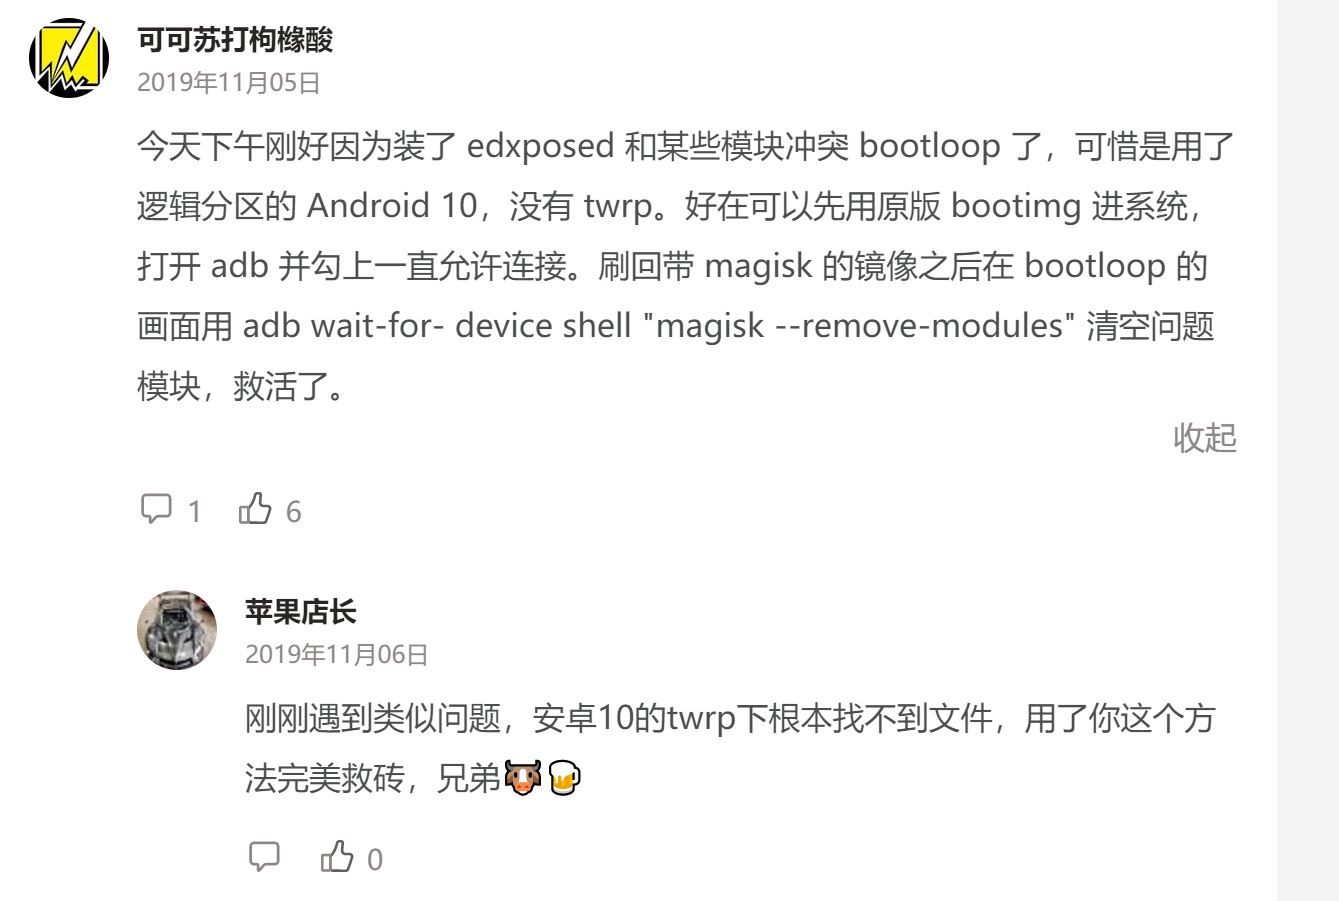 可可苏打枸橼酸
2019年11月05日
今天下午刚好因为装了 edxposed 和某些模块冲突 bootloop 了，可惜是用了
逻辑分区的 Android 10，没有 twrp。好在可以先用原版 bootimg 进系统，
打开 adb 并勾上一直允许连接。刷回带 magisk 的镜像之后在 bootloop 的
画面用 adb wait-for- device shell "magisk --remove-modules" 清空问题
模块，救活了。
收起
1 6
苹果店长
2019年11月06日
刚刚遇到类似问题，安卓10的twrp下根本找不到文件，用了你这个方
法完美救砖，兄弟🐮🍺
0